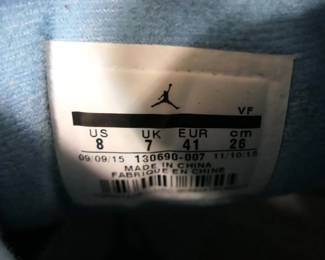 VF
US UK EUR cm
8 7 41 26
09/09/15 130690-007 11/10/15
MADE IN CHINA
FABRIQUE EN CHINE